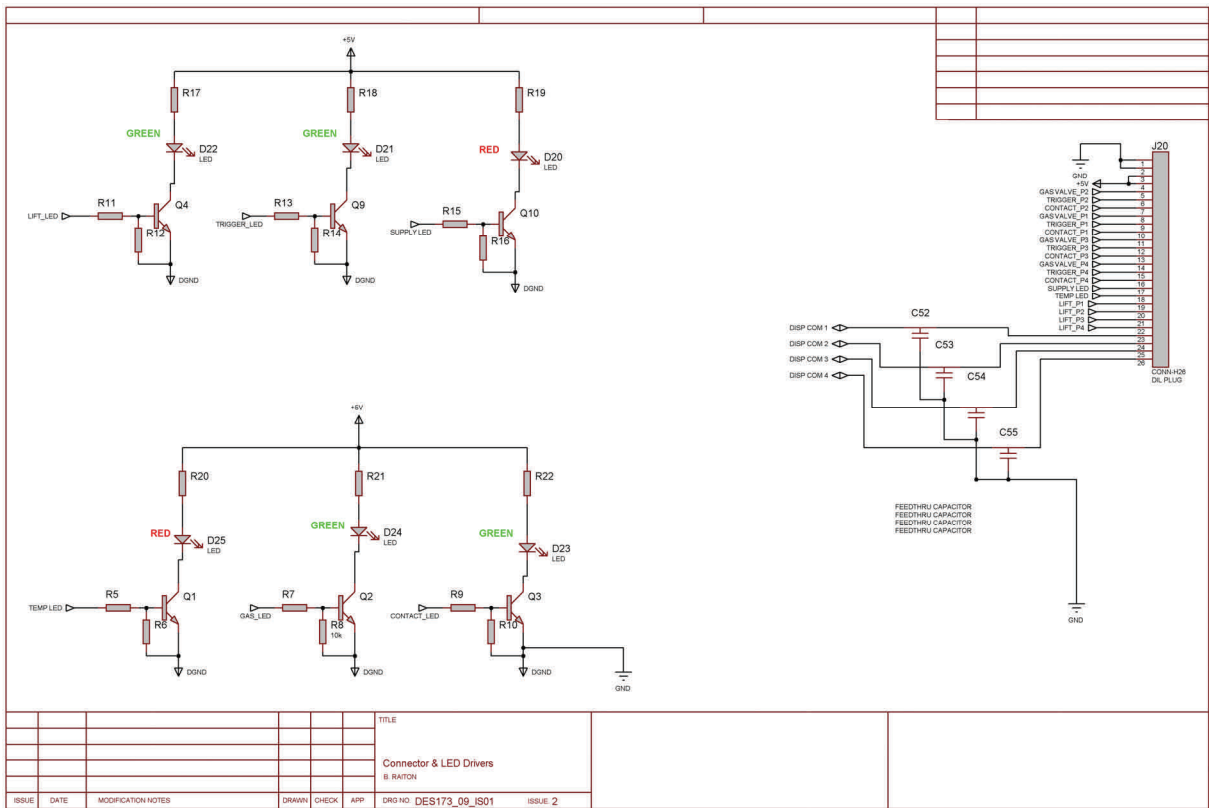 +5V
R17
R18
R19
GREEN
D22
LED
GREEN
D21
LED
RED
D20
LED
LIFT_LED
R11
R12
Q4
DGND
TRIGGER_LED
R13
R14
Q9
DGND
SUPPLY LED
R15
R16
Q10
DGND
J20
GND
+5V
GASVALVE_P2
TRIGGER_P2
CONTACT_P2
GASVALVE_P1
TRIGGER_P1
CONTACT_P1
GASVALVE_P3
TRIGGER_P3
CONTACT_P3
GASVALVE_P4
TRIGGER_P4
CONTACT_P4
SUPPLY LED
TEMP LED
LIFT_P1
LIFT_P2
LIFT_P3
LIFT_P4
1
2
3
4
5
6
7
8
9
10
11
12
13
14
15
16
17
18
19
20
21
22
23
24
25
26
CONN-H26
DIL PLUG
DISP COM 1
DISP COM 2
DISP COM 3
DISP COM 4
C52
C53
C54
C55
FEEDTHRU CAPACITOR
FEEDTHRU CAPACITOR
FEEDTHRU CAPACITOR
FEEDTHRU CAPACITOR
GND
+5V
R20
R21
R22
RED
D25
LED
GREEN
D24
LED
GREEN
D23
LED
TEMP LED
R5
R6
Q1
DGND
GAS_LED
R7
R8
10k
Q2
DGND
CONTACT_LED
R9
R10
Q3
DGND
GND
TITLE
Connector & LED Drivers
B. RAITON
ISSUE DATE MODIFICATION NOTES DRAWN CHECK APP DRG NO. DES173_09_IS01 ISSUE 2